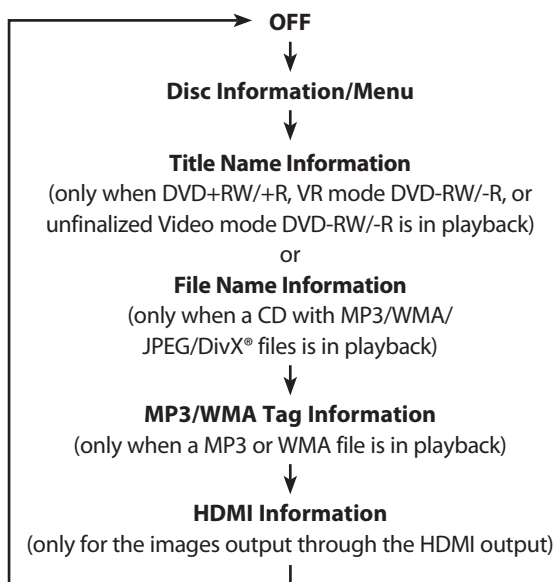 OFF
Disc Information/Menu
Title Name Information
(only when DVD+RW/+R, VR mode DVD-RW/-R, or
unfinalized Video mode DVD-RW/-R is in playback)
or
File Name Information
(only when a CD with MP3/WMA/
JPEG/DivX® files is in playback)
MP3/WMA Tag Information
(only when a MP3 or WMA file is in playback)
HDMI Information
(only for the images output through the HDMI output)